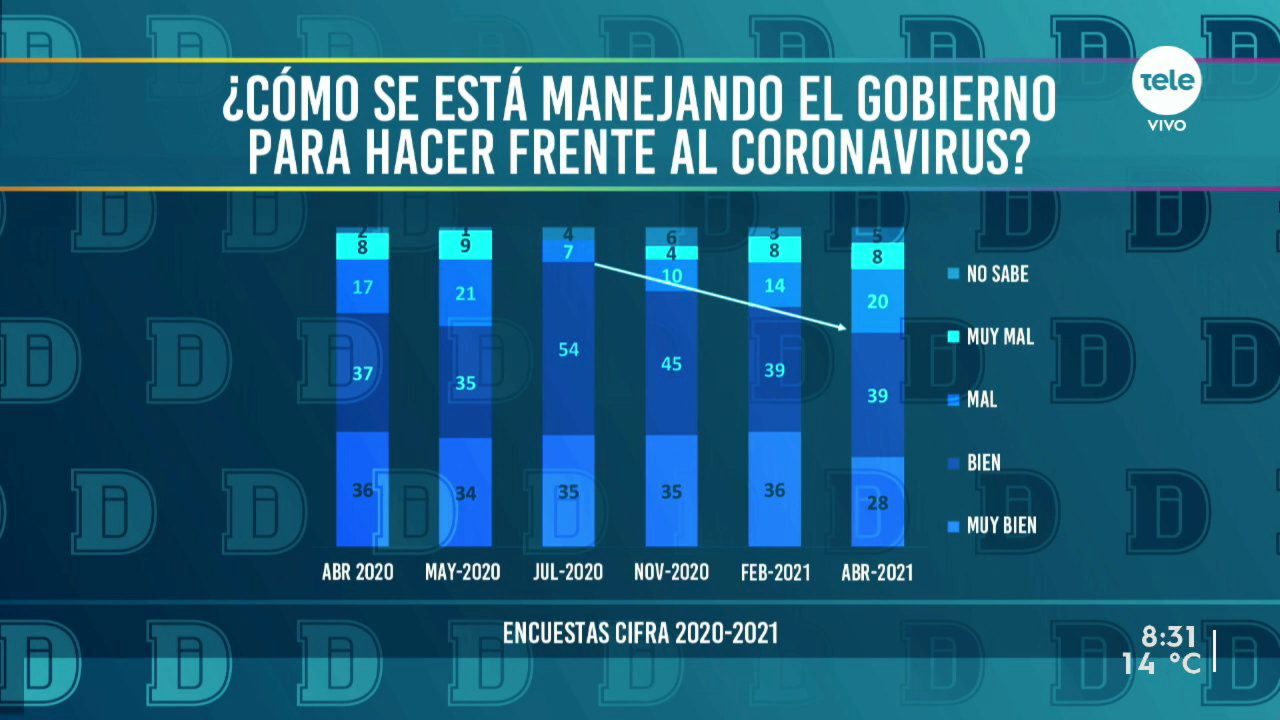 ¿CÓMO SE ESTÁ MANEJANDO EL GOBIERNO
PARA HACER FRENTE AL CORONAVIRUS?
tele
VIVO
2 1 4 6 3 5
8 9 7 4 8 8
17 21 10 14 20
37 35 54 45 39 39
36 34 35 35 36 28
NO SABE
MUY MAL
MAL
BIEN
MUY BIEN
ABR 2020 MAY-2020 JUL-2020 NOV-2020 FEB-2021 ABR-2021
ENCUESTAS CIFRA 2020-2021
8:31
14 °C